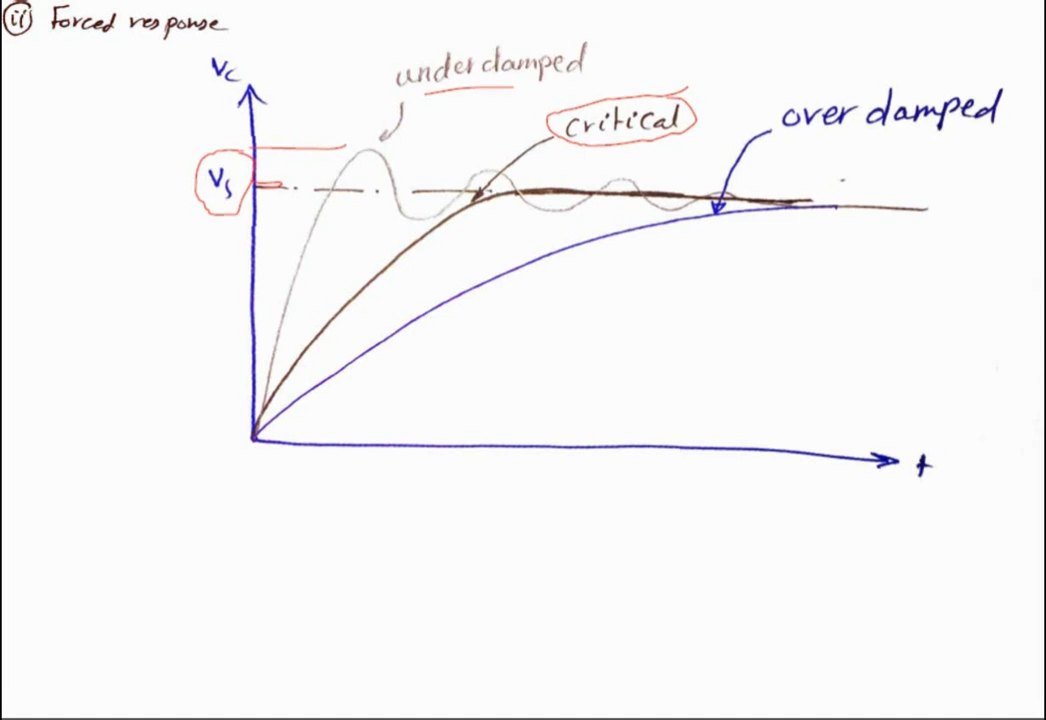 (ii) Forced response
Vc
underdamped
critical
over damped
Vs
t